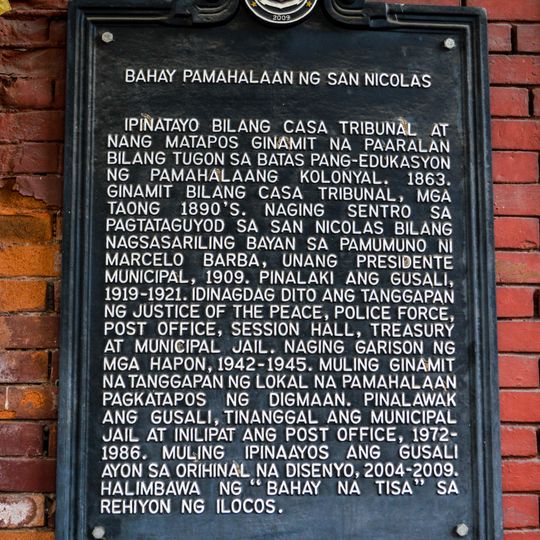 2009
BAHAY PAMAHALAAN NG SAN NICOLAS
IPINATAYO BILANG CASA TRIBUNAL AT
NANG MATAPOS GINAMIT NA PAARALAN
BILANG TUGON SA BATAS PANG-EDUKASYON
NG PAMAHALAANG KOLONYAL. 1863.
GINAMIT BILANG CASA TRIBUNAL, MGA
TAONG 1890'S. NAGING SENTRO SA
PAGTATAGUYOD SA SAN NICOLAS BILANG
NAGSASARILING BAYAN SA PAMUMUNO NI
MARCELO BARBA, UNANG PRESIDENTE
MUNICIPAL, 1909. PINALAKI ANG GUSALI,
1919-1921. IDINAGDAG DITO ANG TANGGAPAN
NG JUSTICE OF THE PEACE, POLICE FORCE,
POST OFFICE, SESSION HALL, TREASURY
AT MUNICIPAL JAIL. NAGING GARISON NG
MGA HAPON, 1942-1945. MULING GINAMIT
NA TANGGAPAN NG LOKAL NA PAMAHALAAN
PAGKATAPOS NG DIGMAAN. PINALAWAK
ANG GUSALI, TINANGGAL ANG MUNICIPAL
JAIL AT INILIPAT ANG POST OFFICE, 1972-
1986. MULING IPINAAYOS ANG GUSALI
AYON SA ORIHINAL NA DISENYO, 2004-2009.
HALIMBAWA NG "BAHAY NA TISA" SA
REHIYON NG ILOCOS.